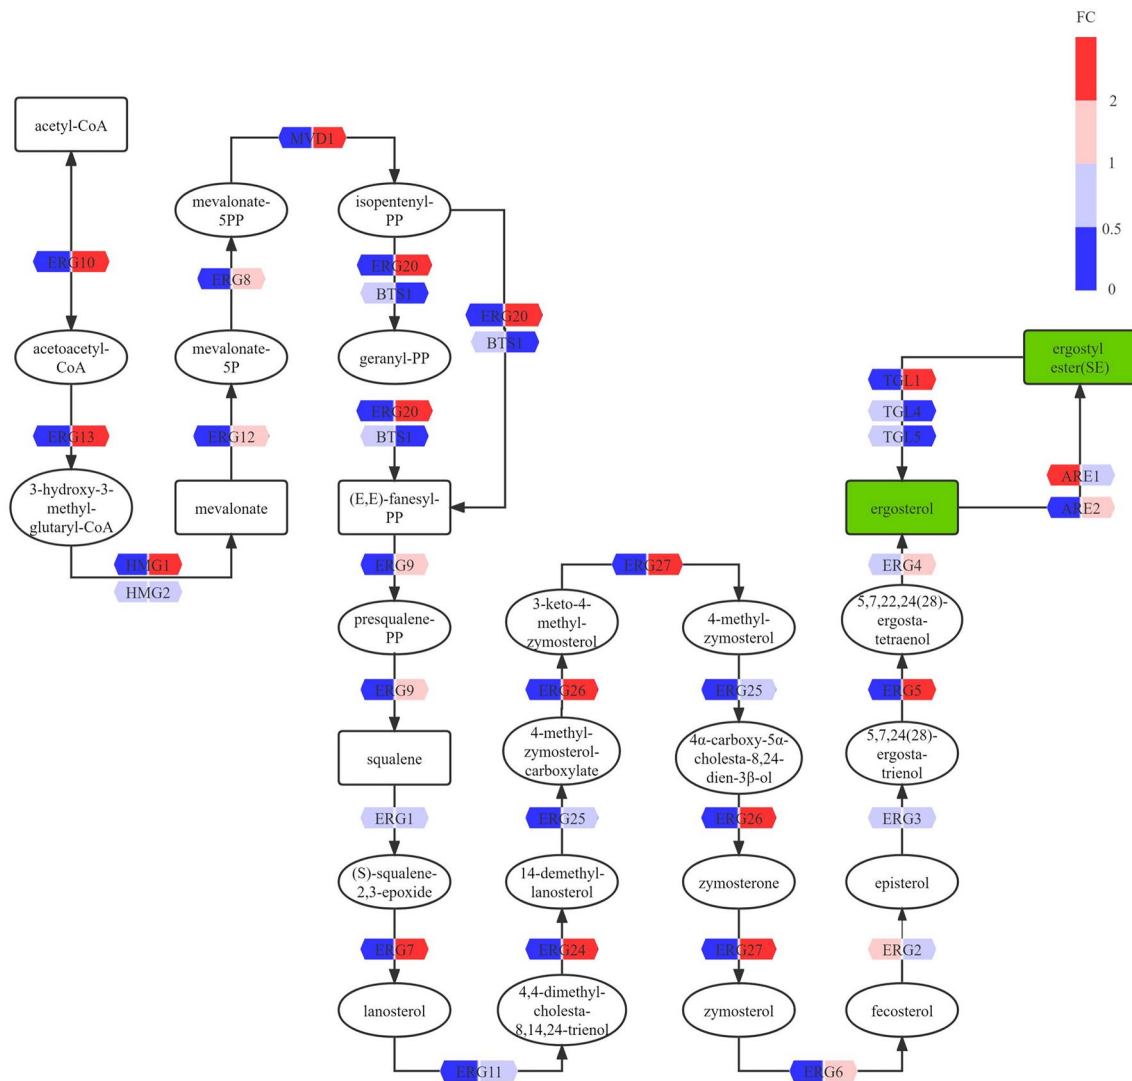 FC
2
1
0.5
0
acetyl-CoA
ERG10
acetoacetyl-
CoA
ERG13
3-hydroxy-3-
methyl-
glutaryl-CoA
HMG1
HMG2
mevalonate
ERG12
mevalonate-
5P
ERG8
mevalonate-
5PP
MVD1
isopentenyl-
PP
ERG20
BTS1
geranyl-PP
ERG20
BTS1
ERG20
BTS1
(E,E)-fanesyl-
PP
ERG9
presqualene-
PP
ERG9
squalene
ERG1
(S)-squalene-
2,3-epoxide
ERG7
lanosterol
ERG11
4,4-dimethyl-
cholesta-
8,14,24-trienol
ERG24
14-demethyl-
lanosterol
ERG25
4-methyl-
zymosterol-
carboxylate
ERG26
3-keto-4-
methyl-
zymosterol
ERG27
4-methyl-
zymosterol
ERG25
4α-carboxy-5α-
cholesta-8,24-
dien-3β-ol
ERG26
zymosterone
ERG27
zymosterol
ERG6
fecosterol
ERG2
episterol
ERG3
5,7,24(28)-
ergosta-
trienol
ERG5
5,7,22,24(28)-
ergosta-
tetraenol
ERG4
ergosterol
ARE1
ARE2
ergostyl
ester(SE)
TGL1
TGL4
TGL5